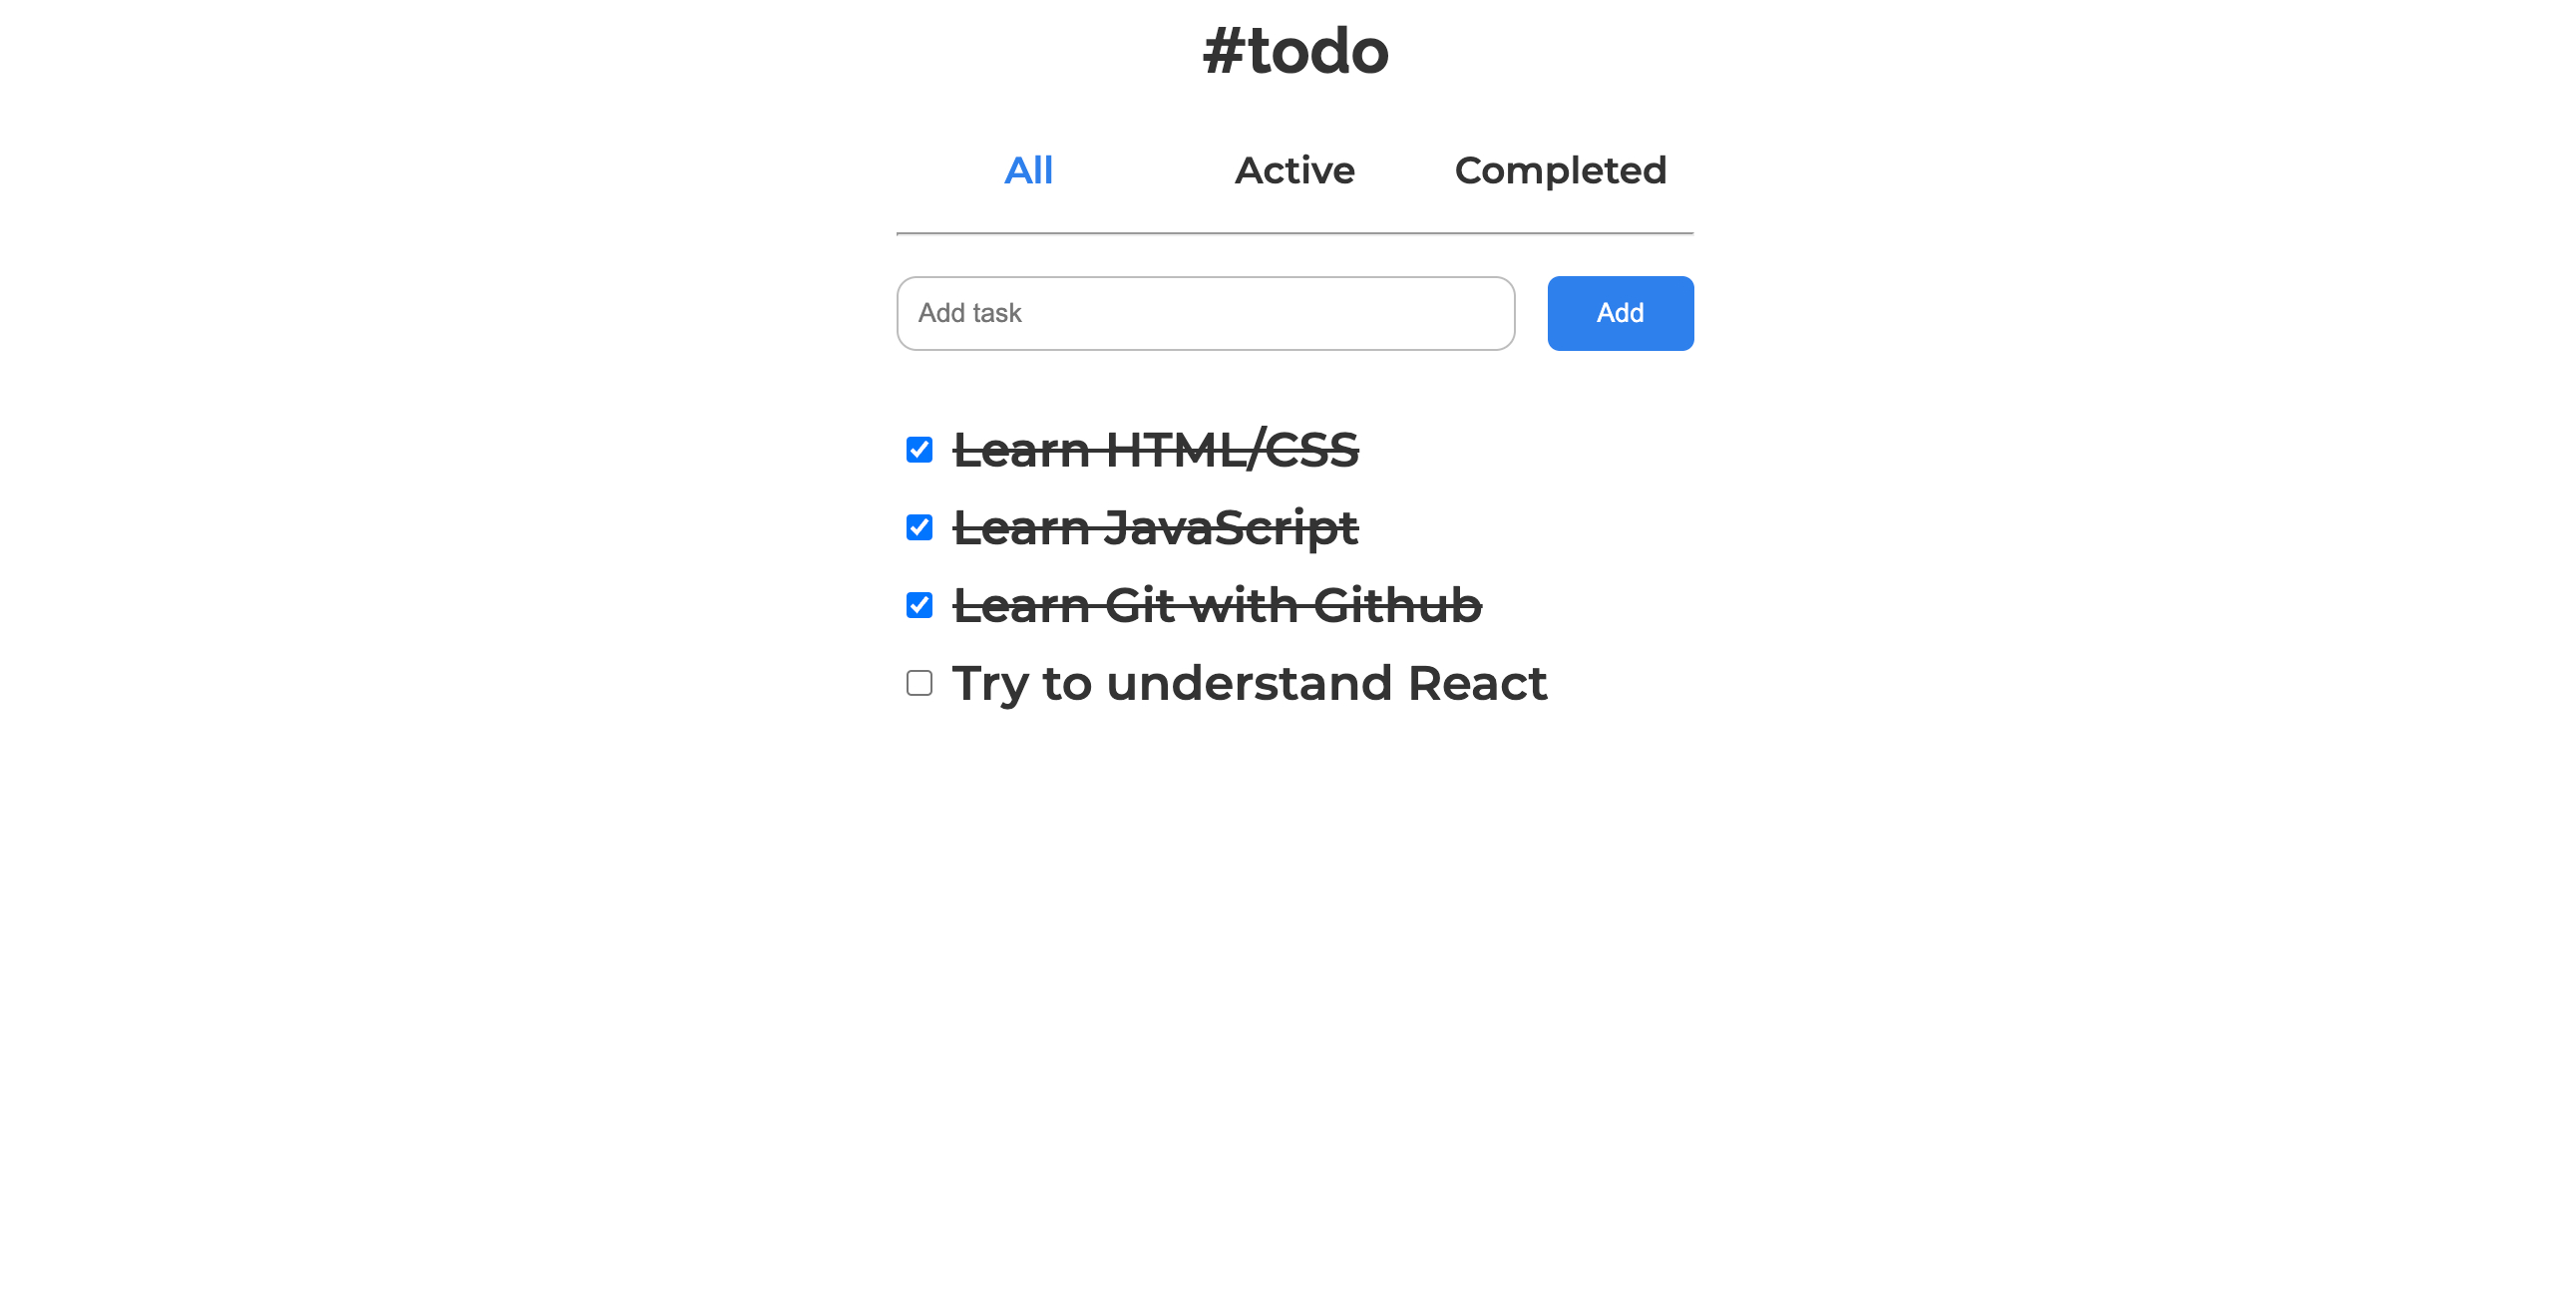 #todo
All Active Completed
Add task Add
Learn HTML/CSS
Learn JavaScript
Learn Git with Github
Try to understand React